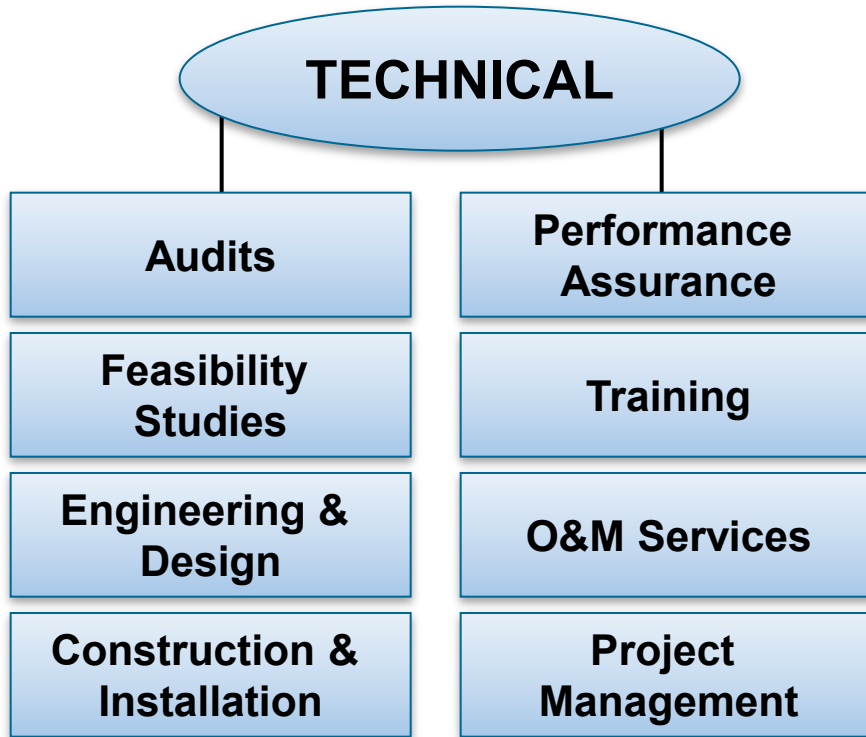 TECHNICAL
Audits
Feasibility
Studies
Engineering &
Design
Construction &
Installation
Performance
Assurance
Training
O&M Services
Project
Management